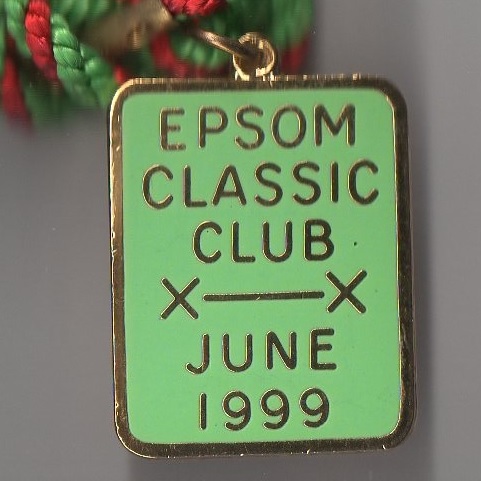 EPSOM
CLASSIC
CLUB
X—X
JUNE
1999